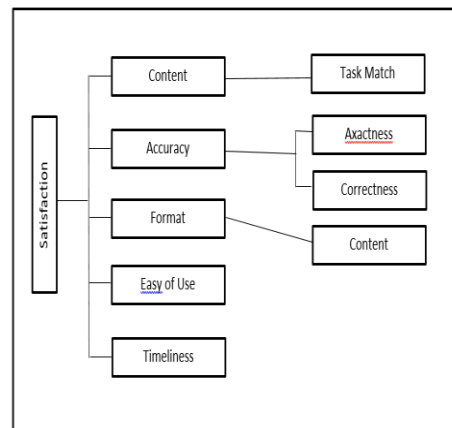 Satisfaction
Content
Task Match
Accuracy
Axactness
Correctness
Format
Content
Easy of Use
Timeliness